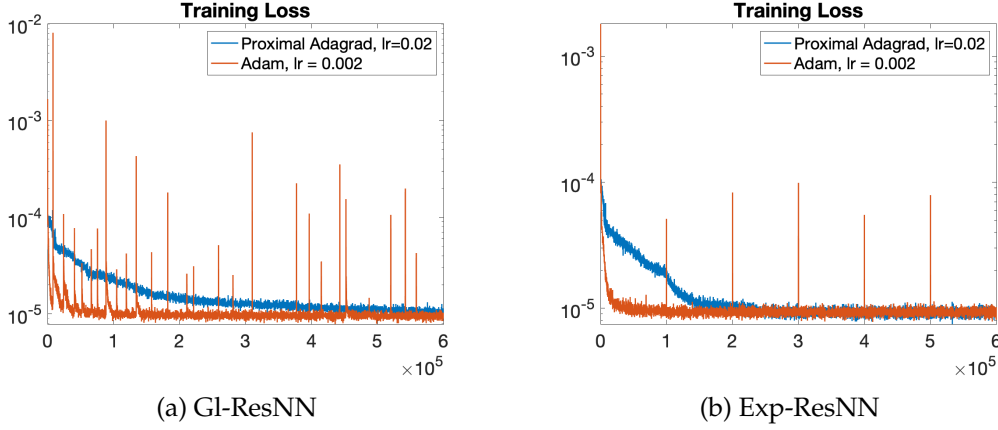 Training Loss
10^-2
10^-3
10^-4
10^-5
Proximal Adagrad, lr=0.02
Adam, lr = 0.002
0 1 2 3 4 5 6
×10^5
(a) Gl-ResNN
Training Loss
10^-3
10^-4
10^-5
Proximal Adagrad, lr=0.02
Adam, lr = 0.002
0 1 2 3 4 5 6
×10^5
(b) Exp-ResNN